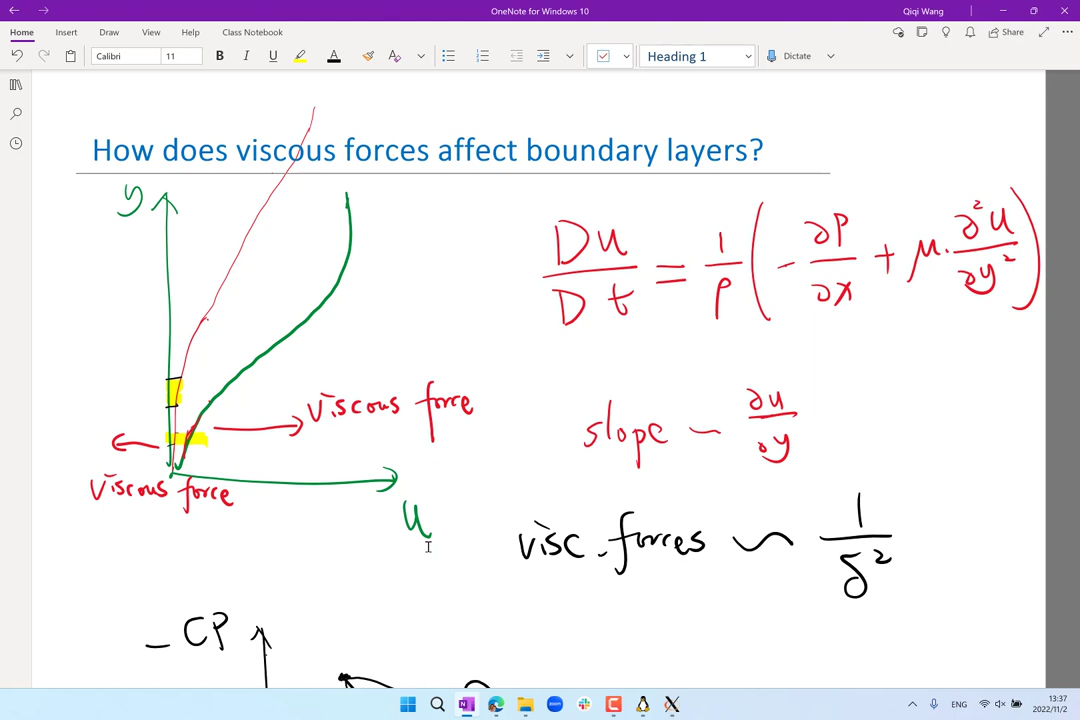 OneNote for Windows 10
Qiqi Wang
Home Insert Draw View Help Class Notebook
Share
Calibri 11 B I U A Heading 1 Dictate
How does viscous forces affect boundary layers?
y
Du/Dt = 1/ρ (-∂P/∂x + μ·∂²u/∂y²)
viscous force
slope ~ ∂u/∂y
viscous force
u
visc. forces ~ 1/δ²
- CP
ENG
13:37
2022/11/2